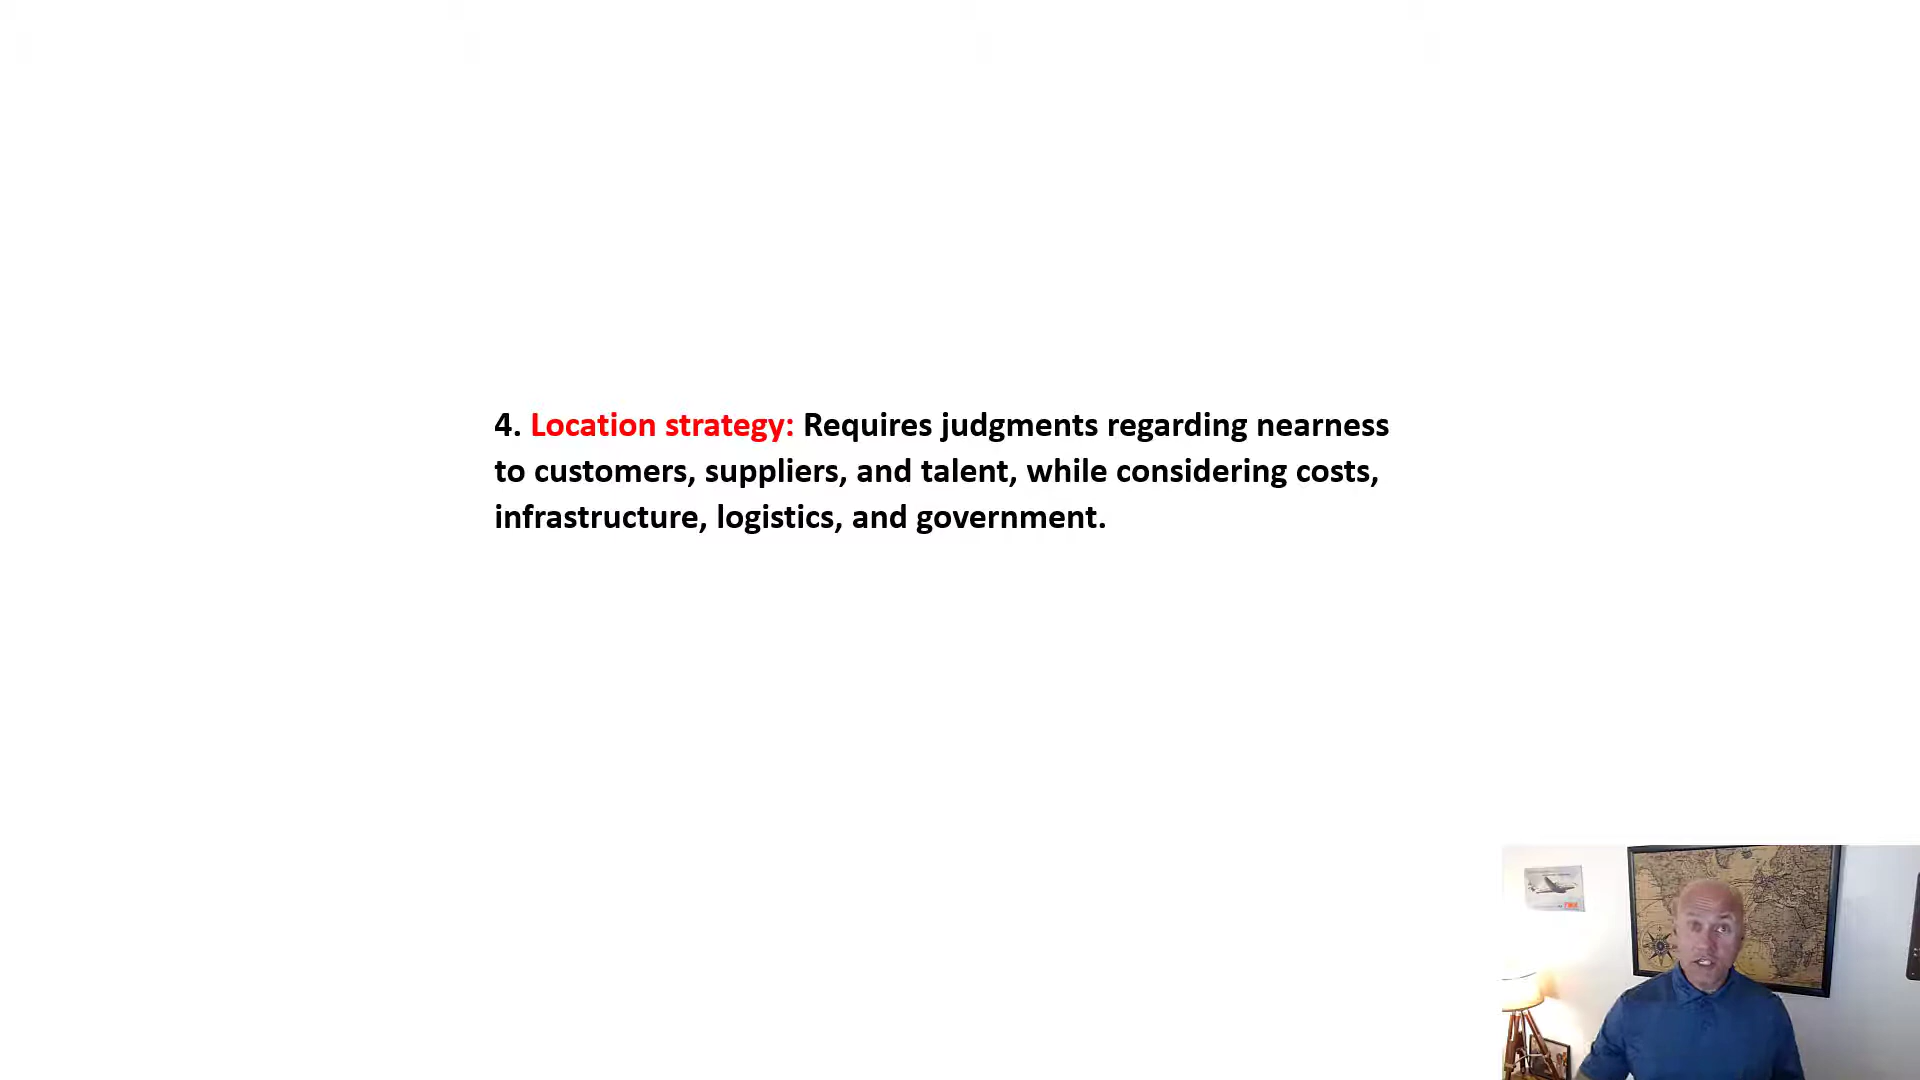 4. Location strategy: Requires judgments regarding nearness
to customers, suppliers, and talent, while considering costs,
infrastructure, logistics, and government.